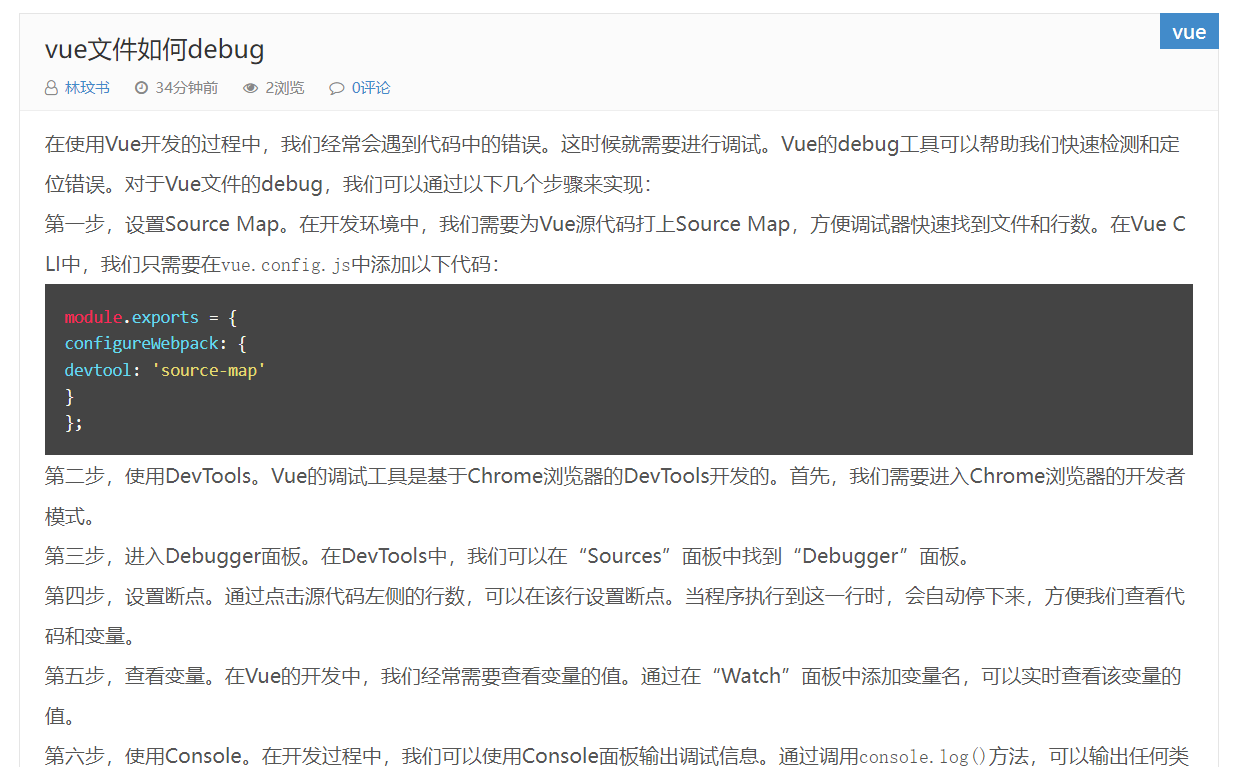 vue文件如何debug
vue
林玟书 34分钟前 2浏览 0评论
在使用Vue开发的过程中，我们经常会遇到代码中的错误。这时候就需要进行调试。Vue的debug工具可以帮助我们快速检测和定
位错误。对于Vue文件的debug，我们可以通过以下几个步骤来实现：
第一步，设置Source Map。在开发环境中，我们需要为Vue源代码打上Source Map，方便调试器快速找到文件和行数。在Vue C
LI中，我们只需要在vue.config.js中添加以下代码：
module.exports = {
configureWebpack: {
devtool: 'source-map'
}
};
第二步，使用DevTools。Vue的调试工具是基于Chrome浏览器的DevTools开发的。首先，我们需要进入Chrome浏览器的开发者
模式。
第三步，进入Debugger面板。在DevTools中，我们可以在“Sources”面板中找到“Debugger”面板。
第四步，设置断点。通过点击源代码左侧的行数，可以在该行设置断点。当程序执行到这一行时，会自动停下来，方便我们查看代
码和变量。
第五步，查看变量。在Vue的开发中，我们经常需要查看变量的值。通过在“Watch”面板中添加变量名，可以实时查看该变量的
值。
第六步，使用Console。在开发过程中，我们可以使用Console面板输出调试信息。通过调用console.log()方法，可以输出任何类